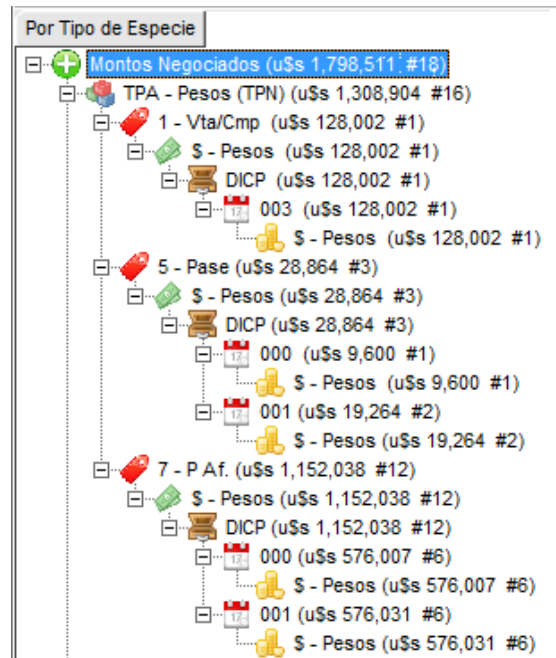 Por Tipo de Especie
Montos Negociados (u$s 1,798,511 #18)
TPA - Pesos (TPN) (u$s 1,308,904 #16)
1 - Vta/Cmp (u$s 128,002 #1)
$ - Pesos (u$s 128,002 #1)
DICP (u$s 128,002 #1)
003 (u$s 128,002 #1)
$ - Pesos (u$s 128,002 #1)
5 - Pase (u$s 28,864 #3)
$ - Pesos (u$s 28,864 #3)
DICP (u$s 28,864 #3)
000 (u$s 9,600 #1)
$ - Pesos (u$s 9,600 #1)
001 (u$s 19,264 #2)
$ - Pesos (u$s 19,264 #2)
7 - P Af. (u$s 1,152,038 #12)
$ - Pesos (u$s 1,152,038 #12)
DICP (u$s 1,152,038 #12)
000 (u$s 576,007 #6)
$ - Pesos (u$s 576,007 #6)
001 (u$s 576,031 #6)
$ - Pesos (u$s 576,031 #6)